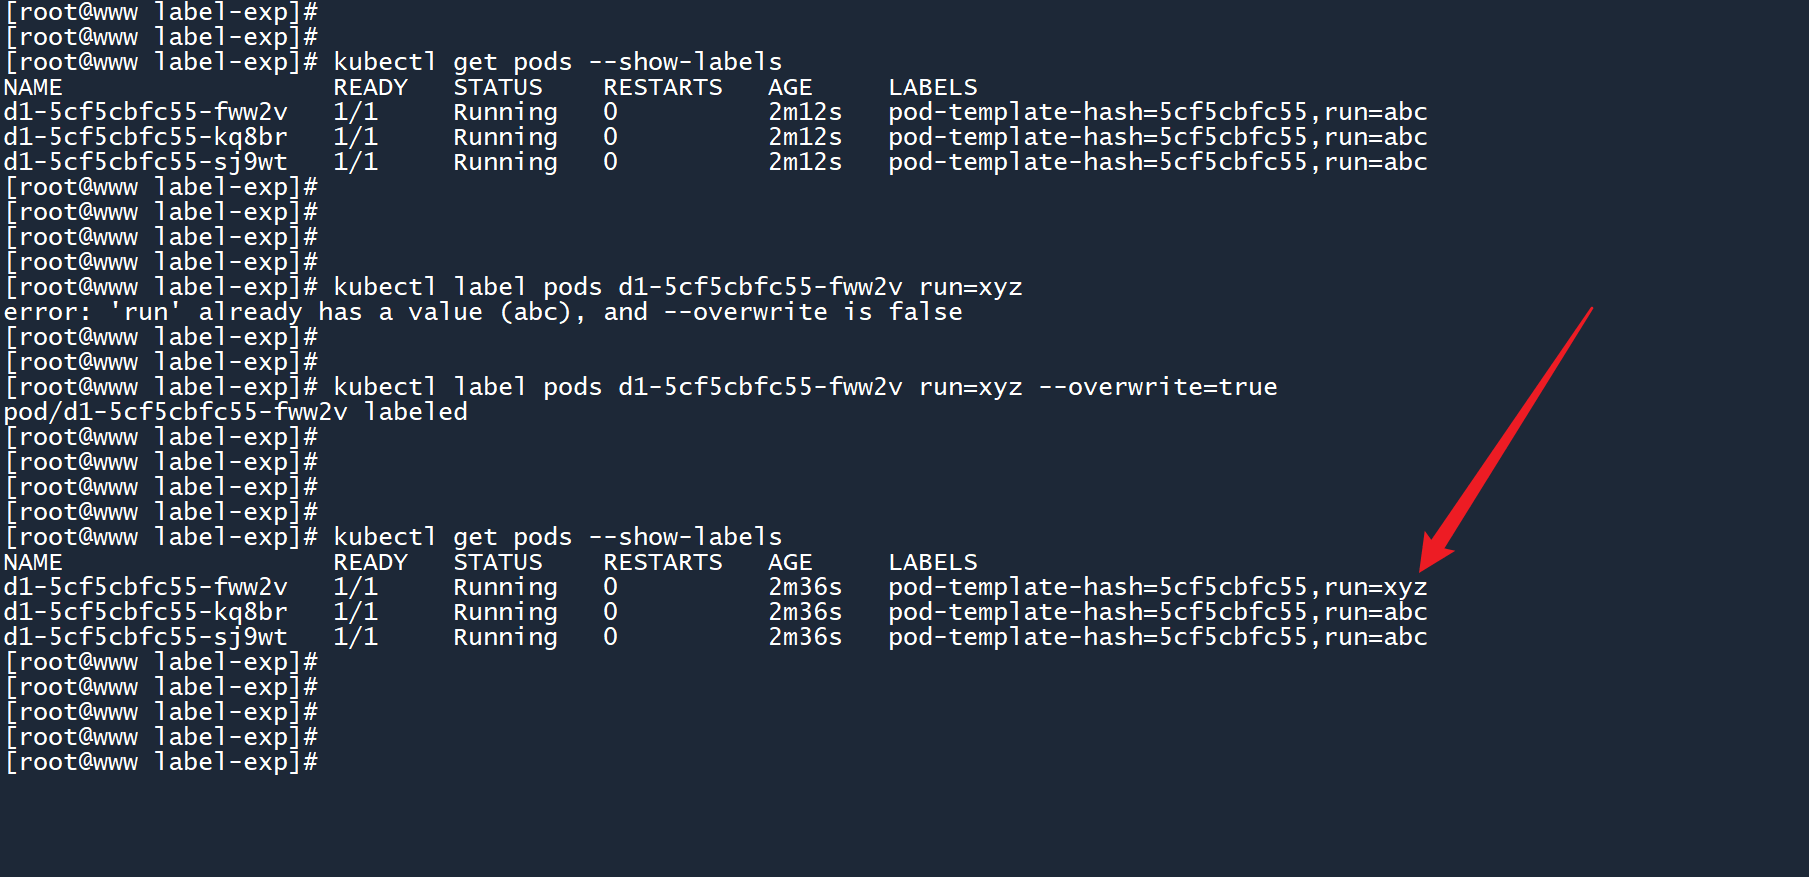 [root@www label-exp]#
[root@www label-exp]#
[root@www label-exp]# kubectl get pods --show-labels
NAME                  READY   STATUS    RESTARTS   AGE     LABELS
d1-5cf5cbfc55-fww2v   1/1     Running   0          2m12s   pod-template-hash=5cf5cbfc55,run=abc
d1-5cf5cbfc55-kq8br   1/1     Running   0          2m12s   pod-template-hash=5cf5cbfc55,run=abc
d1-5cf5cbfc55-sj9wt   1/1     Running   0          2m12s   pod-template-hash=5cf5cbfc55,run=abc
[root@www label-exp]#
[root@www label-exp]#
[root@www label-exp]#
[root@www label-exp]#
[root@www label-exp]# kubectl label pods d1-5cf5cbfc55-fww2v run=xyz
error: 'run' already has a value (abc), and --overwrite is false
[root@www label-exp]#
[root@www label-exp]#
[root@www label-exp]# kubectl label pods d1-5cf5cbfc55-fww2v run=xyz --overwrite=true
pod/d1-5cf5cbfc55-fww2v labeled
[root@www label-exp]#
[root@www label-exp]#
[root@www label-exp]#
[root@www label-exp]#
[root@www label-exp]# kubectl get pods --show-labels
NAME                  READY   STATUS    RESTARTS   AGE     LABELS
d1-5cf5cbfc55-fww2v   1/1     Running   0          2m36s   pod-template-hash=5cf5cbfc55,run=xyz
d1-5cf5cbfc55-kq8br   1/1     Running   0          2m36s   pod-template-hash=5cf5cbfc55,run=abc
d1-5cf5cbfc55-sj9wt   1/1     Running   0          2m36s   pod-template-hash=5cf5cbfc55,run=abc
[root@www label-exp]#
[root@www label-exp]#
[root@www label-exp]#
[root@www label-exp]#
[root@www label-exp]#